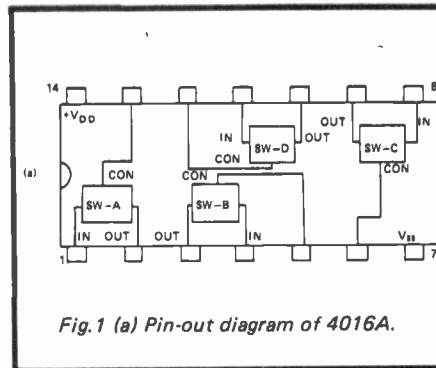 14 8
+VDD
IN OUT OUT IN
SW-D SW-C
CON
(a) CON CON CON
SW-A SW-B
IN OUT OUT IN VSS
1 7
Fig. 1 (a) Pin-out diagram of 4016A.